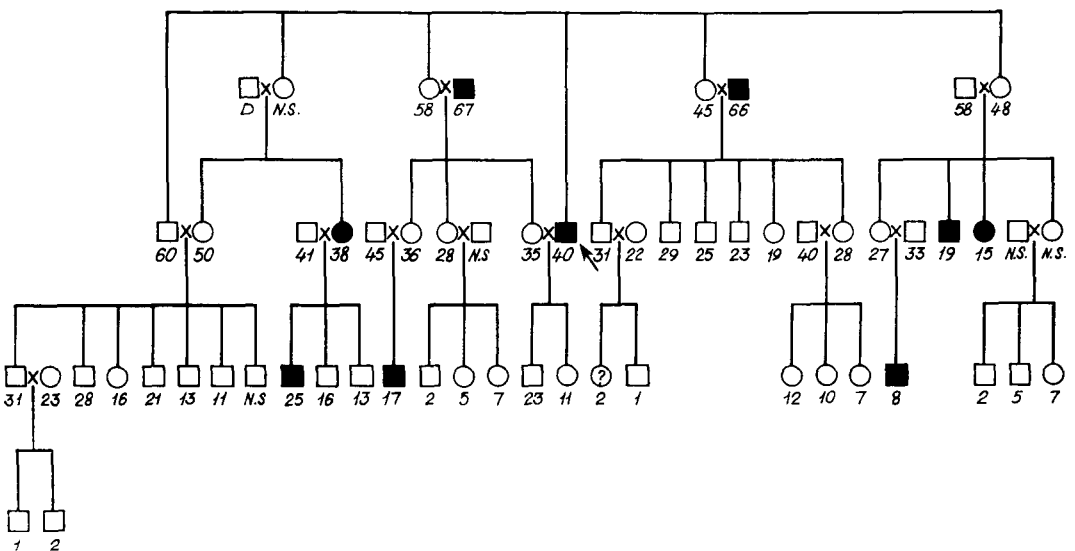 X X X X
D N.S. 58 67 45 66 58 48
X X X X X X X X X
60 50 41 38 45 36 28 N.S 35 40 31 22 29 25 23 19 40 28 27 33 19 15 N.S. N.S.
X ?
31 23 28 16 21 13 11 N.S 25 16 13 17 2 5 7 23 11 2 1 12 10 7 8 2 5 7
1 2